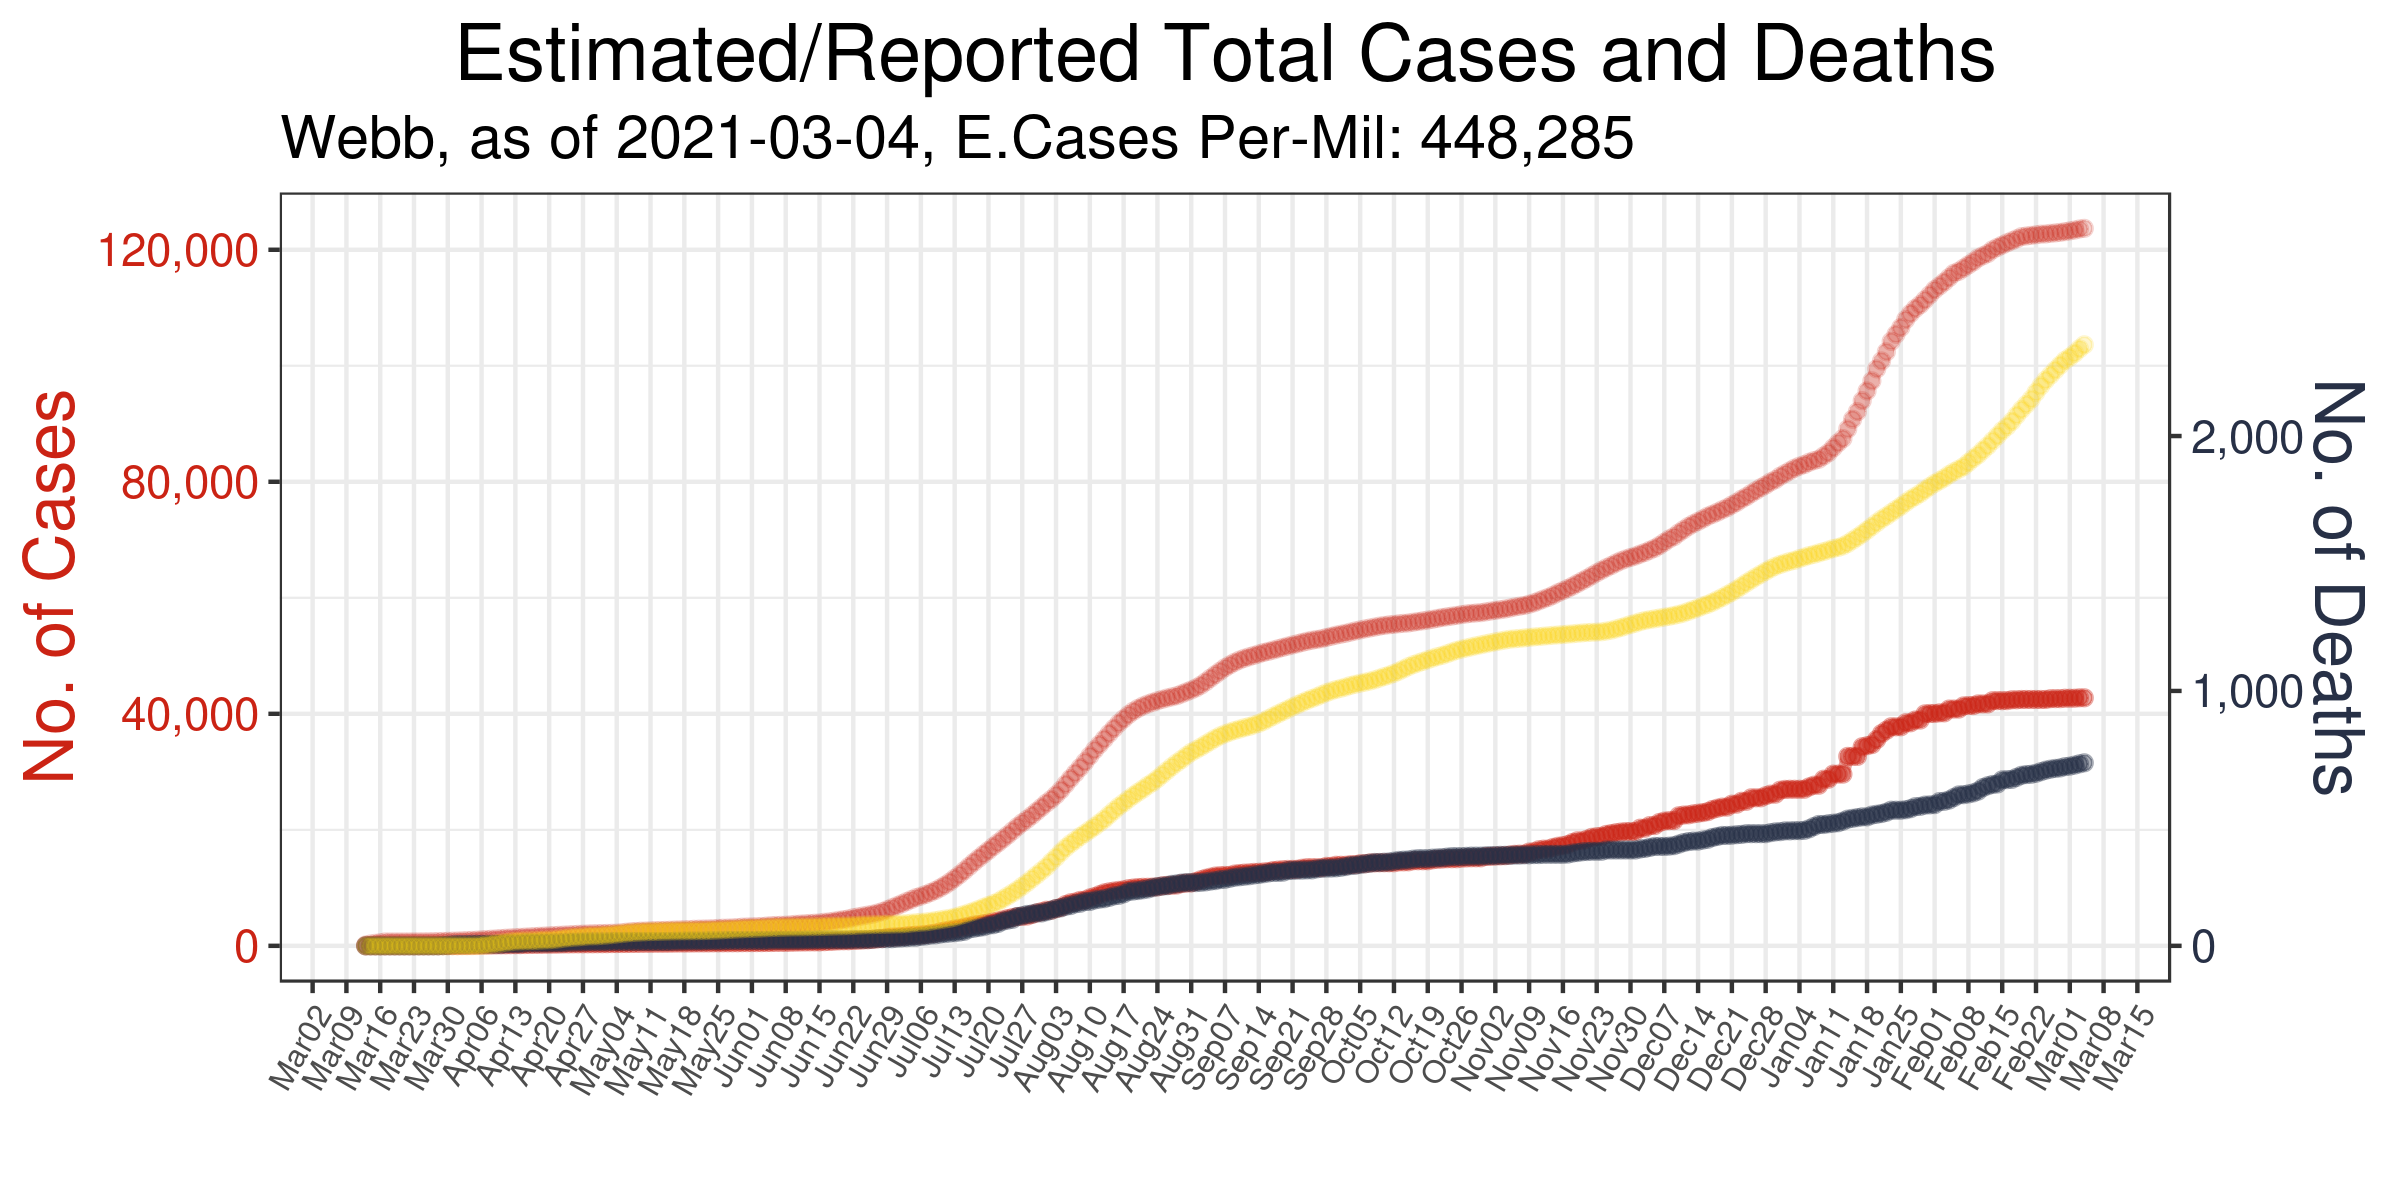 Estimated/Reported Total Cases and Deaths
Webb, as of 2021-03-04, E.Cases Per-Mil: 448,285
No. of Cases
120,000
80,000
40,000
0
No. of Deaths
2,000
1,000
0
Mar02
Mar09
Mar16
Mar23
Mar30
Apr06
Apr13
Apr20
Apr27
May04
May11
May18
May25
Jun01
Jun08
Jun15
Jun22
Jun29
Jul06
Jul13
Jul20
Jul27
Aug03
Aug10
Aug17
Aug24
Aug31
Sep07
Sep14
Sep21
Sep28
Oct05
Oct12
Oct19
Oct26
Nov02
Nov09
Nov16
Nov23
Nov30
Dec07
Dec14
Dec21
Dec28
Jan04
Jan11
Jan18
Jan25
Feb01
Feb08
Feb15
Feb22
Mar01
Mar08
Mar15